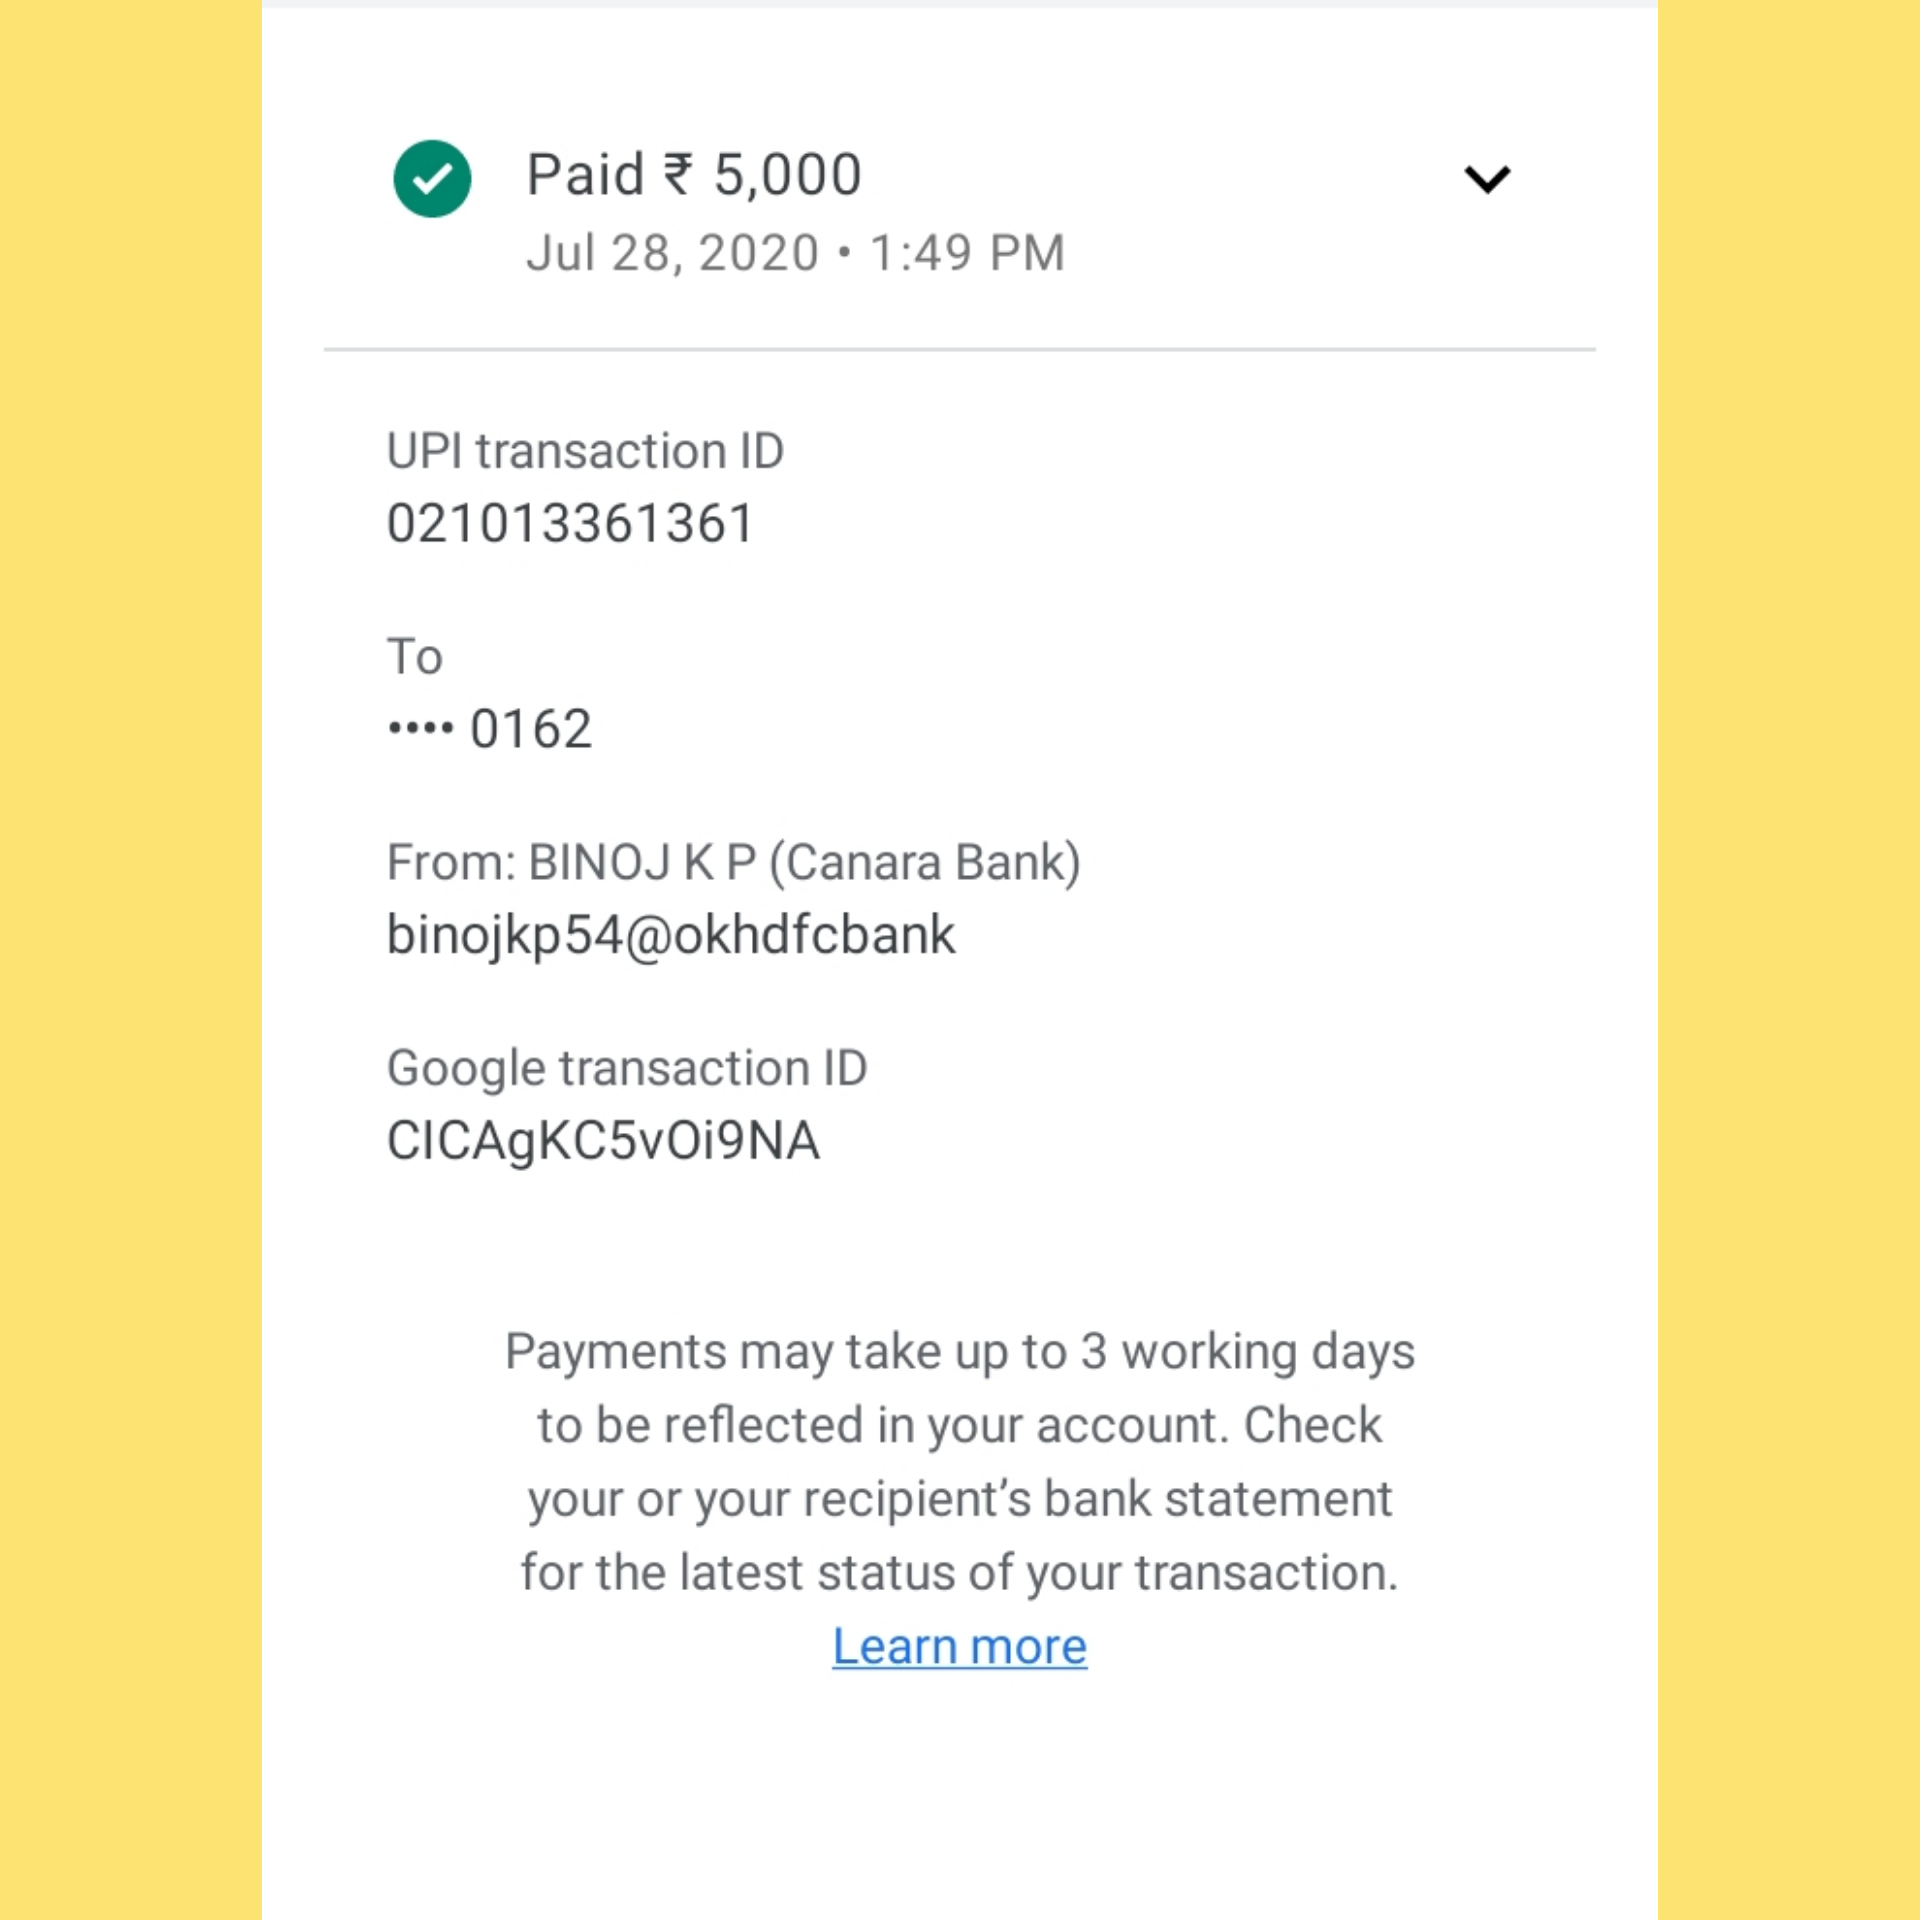 Paid ₹ 5,000
Jul 28, 2020 • 1:49 PM
UPI transaction ID
021013361361
To
•••• 0162
From: BINOJ K P (Canara Bank)
binojkp54@okhdfcbank
Google transaction ID
CICAgKC5vOi9NA
Payments may take up to 3 working days
to be reflected in your account. Check
your or your recipient’s bank statement
for the latest status of your transaction.
Learn more